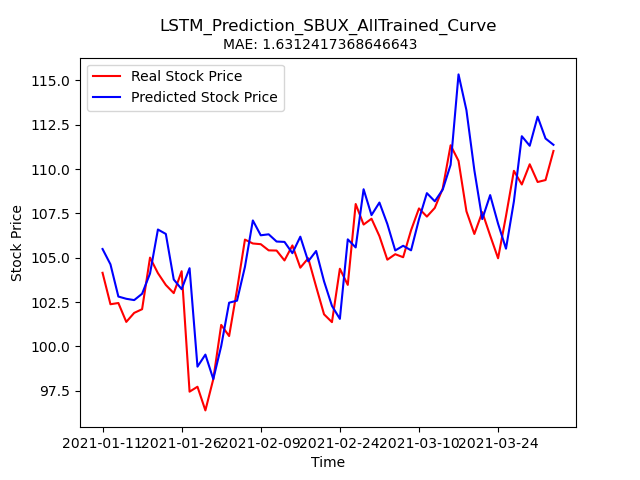 LSTM_Prediction_SBUX_AllTrained_Curve
MAE: 1.6312417368646643
Real Stock Price
Predicted Stock Price
115.0
112.5
110.0
107.5
105.0
102.5
100.0
97.5
Stock Price
2021-01-11 2021-01-26 2021-02-09 2021-02-24 2021-03-10 2021-03-24
Time